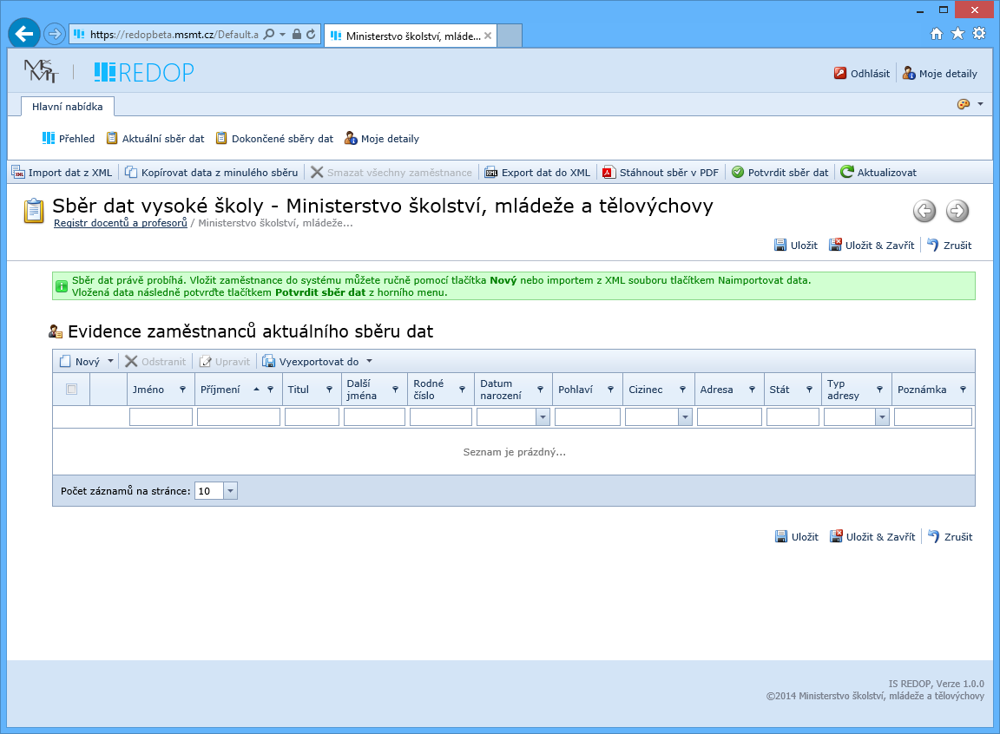 https://redopbeta.msmt.cz/Default.a
Ministerstvo školství, mláde...
MŠMT
REDOP
Odhlásit
Moje detaily
Hlavní nabídka
Přehled
Aktuální sběr dat
Dokončené sběry dat
Moje detaily
Import dat z XML
Kopírovat data z minulého sběru
Smazat všechny zaměstnance
Export dat do XML
Stáhnout sběr v PDF
Potvrdit sběr dat
Aktualizovat
Sběr dat vysoké školy - Ministerstvo školství, mládeže a tělovýchovy
Registr docentů a profesorů / Ministerstvo školství, mládeže...
Uložit
Uložit & Zavřít
Zrušit
Sběr dat právě probíhá. Vložit zaměstnance do systému můžete ručně pomocí tlačítka Nový nebo importem z XML souboru tlačítkem Naimportovat data.
Vložená data následně potvrďte tlačítkem Potvrdit sběr dat z horního menu.
Evidence zaměstnanců aktuálního sběru dat
Nový
Odstranit
Upravit
Vyexportovat do
Jméno
Příjmení
Titul
Další
jména
Rodné
číslo
Datum
narození
Pohlaví
Cizinec
Adresa
Stát
Typ
adresy
Poznámka
Seznam je prázdný...
Počet záznamů na stránce: 10
Uložit
Uložit & Zavřít
Zrušit
IS REDOP, Verze 1.0.0
©2014 Ministerstvo školství, mládeže a tělovýchovy